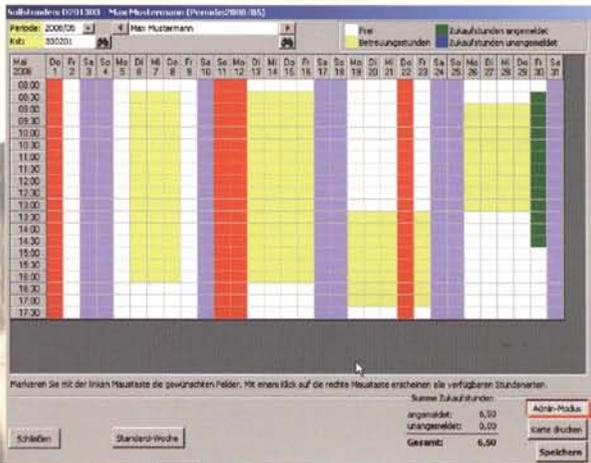 Sollstunden: 0201303 - Max Mustermann (Periode:2008/05)
Periode: 2008/05 Max Mustermann
Kst: 330201
Frei
Betreuungsstunden
Zukaufstunden angemeldet
Zukaufstunden unangemeldet
Mai Do Fr Sa So Mo Di Mi Do Fr Sa So Mo Di Mi Do Fr Sa So Mo Di Mi Do Fr Sa So Mo Di Mi Do Fr Sa
2008 1 2 3 4 5 6 7 8 9 10 11 12 13 14 15 16 17 18 19 20 21 22 23 24 25 26 27 28 29 30 31
08:00
08:30
09:00
09:30
10:00
10:30
11:00
11:30
12:00
12:30
13:00
13:30
14:00
14:30
15:00
15:30
16:00
16:30
17:00
17:30
Markieren Sie mit der linken Maustaste die gewünschten Felder. Mit einem Klick auf die rechte Maustaste erscheinen alle verfügbaren Stundenarten.
Summe Zukaufstunden
angemeldet: 6,50
unangemeldet: 0,00
Gesamt: 6,50
Schließen
Standard-Woche
Admin-Modus
Karte drucken
Speichern